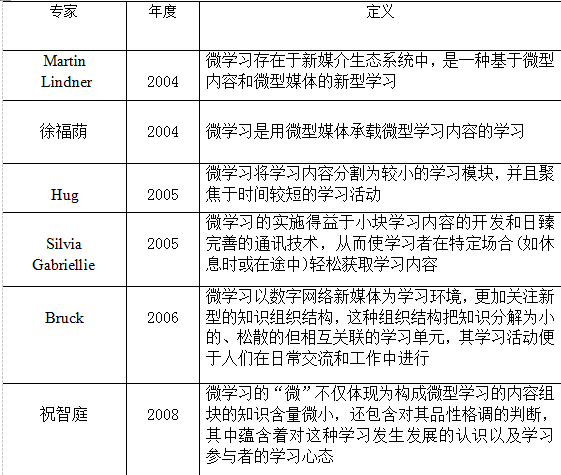 专家 年度 定义
Martin
Lindner 2004 微学习存在于新媒介生态系统中，是一种基于微型
内容和微型媒体的新型学习
徐福荫 2004 微学习是用微型媒体承载微型学习内容的学习
Hug 2005 微学习将学习内容分割为较小的学习模块，并且聚
焦于时间较短的学习活动
Silvia
Gabriellie 2005 微学习的实施得益于小块学习内容的开发和日臻
完善的通讯技术，从而使学习者在特定场合(如休
息时或在途中)轻松获取学习内容
Bruck 2006 微学习以数字网络新媒体为学习环境，更加关注新
型的知识组织结构，这种组织结构把知识分解为小
的、松散的但相互关联的学习单元，其学习活动便
于人们在日常交流和工作中进行
祝智庭 2008 微学习的“微”不仅体现为构成微型学习的内容组
块的知识含量微小，还包含对其品性格调的判断，
其中蕴含着对这种学习发生发展的认识以及学习
参与者的学习心态